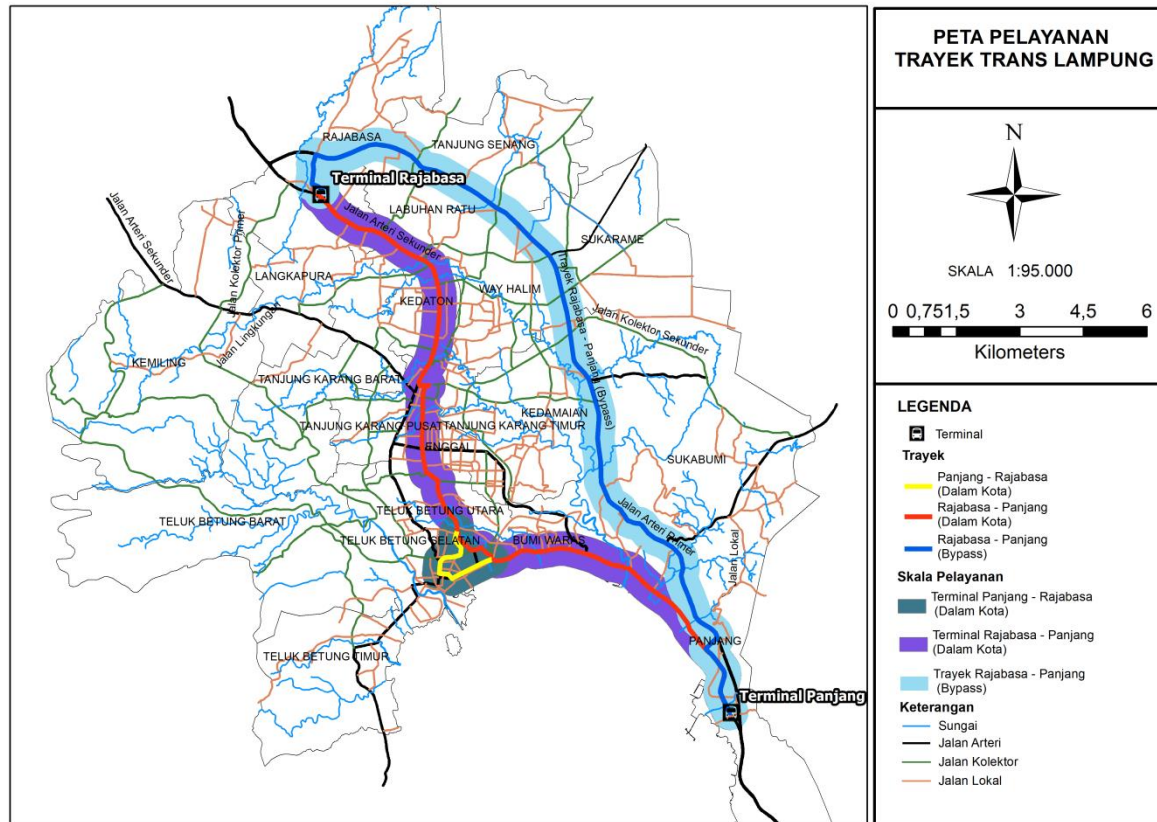 PETA PELAYANAN
TRAYEK TRANS LAMPUNG
N
SKALA 1:95.000
0 0,751,5 3 4,5 6
Kilometers
LEGENDA
Terminal
Trayek
Panjang - Rajabasa
(Dalam Kota)
Rajabasa - Panjang
(Dalam Kota)
Rajabasa - Panjang
(Bypass)
Skala Pelayanan
Terminal Panjang - Rajabasa
(Dalam Kota)
Terminal Rajabasa - Panjang
(Dalam Kota)
Trayek Rajabasa - Panjang
(Bypass)
Keterangan
Sungai
Jalan Arteri
Jalan Kolektor
Jalan Lokal
RAJABASA
TANJUNG SENANG
Terminal Rajabasa
Jalan Arteri Sekunder
Jalan Kolektor Primer
LABUHAN RATU
Jalan Arteri Sekunder
SUKARAME
LANGKAPURA
KEDATON
WAY HALIM
Trayek Rajabasa - Panjang (Bypass)
Jalan Kolektor Sekunder
KEMILING
Jalan Lingkungan
TANJUNG KARANG BARAT
KEDAMAIAN
TANJUNG KARANG PUSAT
TANJUNG KARANG TIMUR
ENGGAL
SUKABUMI
TELUK BETUNG UTARA
TELUK BETUNG BARAT
TELUK BETUNG SELATAN
BUMI WARAS
Jalan Arteri Primer
Jalan Lokal
PANJANG
TELUK BETUNG TIMUR
Terminal Panjang